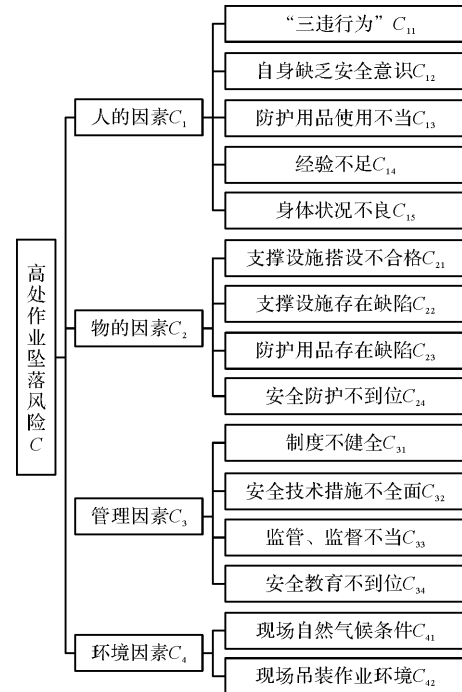 高处作业坠落风险C
人的因素C₁
“三违行为”C₁₁
自身缺乏安全意识C₁₂
防护用品使用不当C₁₃
经验不足C₁₄
身体状况不良C₁₅
物的因素C₂
支撑设施搭设不合格C₂₁
支撑设施存在缺陷C₂₂
防护用品存在缺陷C₂₃
安全防护不到位C₂₄
管理因素C₃
制度不健全C₃₁
安全技术措施不全面C₃₂
监管、监督不当C₃₃
安全教育不到位C₃₄
环境因素C₄
现场自然气候条件C₄₁
现场吊装作业环境C₄₂